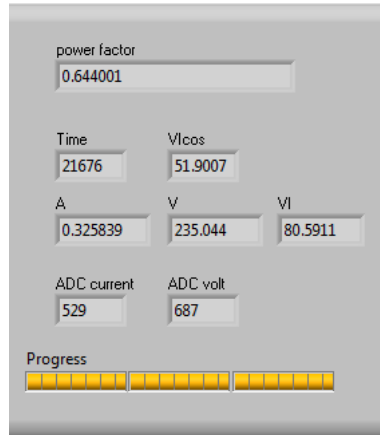 power factor
0.644001
Time VIcos
21676 51.9007
A V VI
0.325839 235.044 80.5911
ADC current ADC volt
529 687
Progress